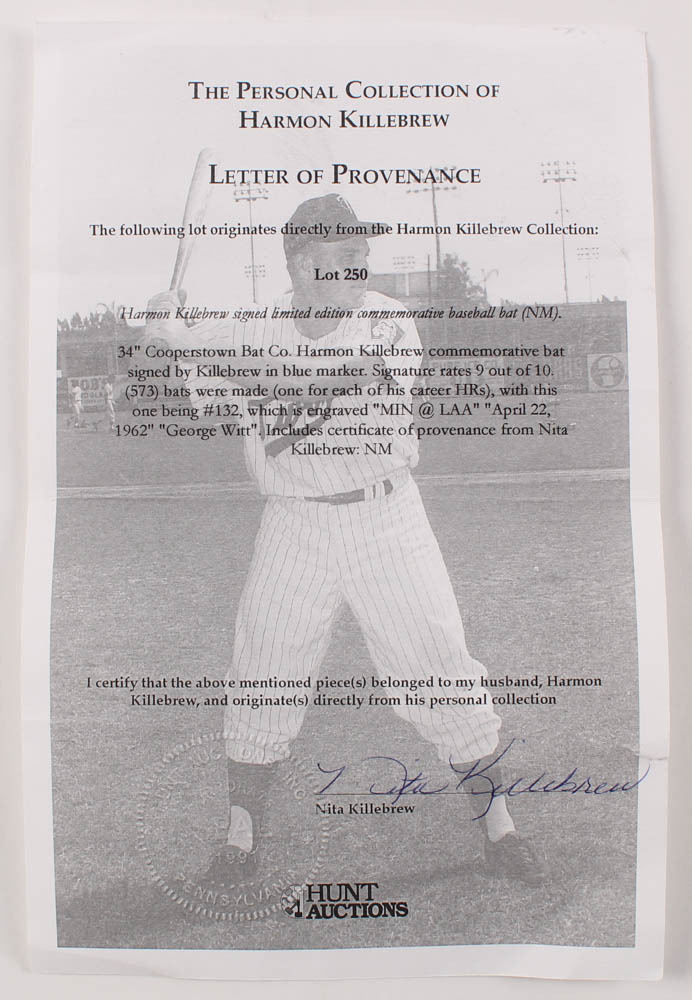 THE PERSONAL COLLECTION OF
HARMON KILLEBREW
LETTER OF PROVENANCE
The following lot originates directly from the Harmon Killebrew Collection:
Lot 250
Harmon Killebrew signed limited edition commemorative baseball bat (NM).
34" Cooperstown Bat Co. Harmon Killebrew commemorative bat
signed by Killebrew in blue marker. Signature rates 9 out of 10.
(573) bats were made (one for each of his career HRs), with this
one being #132, which is engraved "MIN @ LAA" "April 22,
1962" "George Witt". Includes certificate of provenance from Nita
Killebrew: NM
I certify that the above mentioned piece(s) belonged to my husband, Harmon
Killebrew, and originate(s) directly from his personal collection
Nita Killebrew
Nita Killebrew
1991
PENNSYLVANIA
HUNT
AUCTIONS